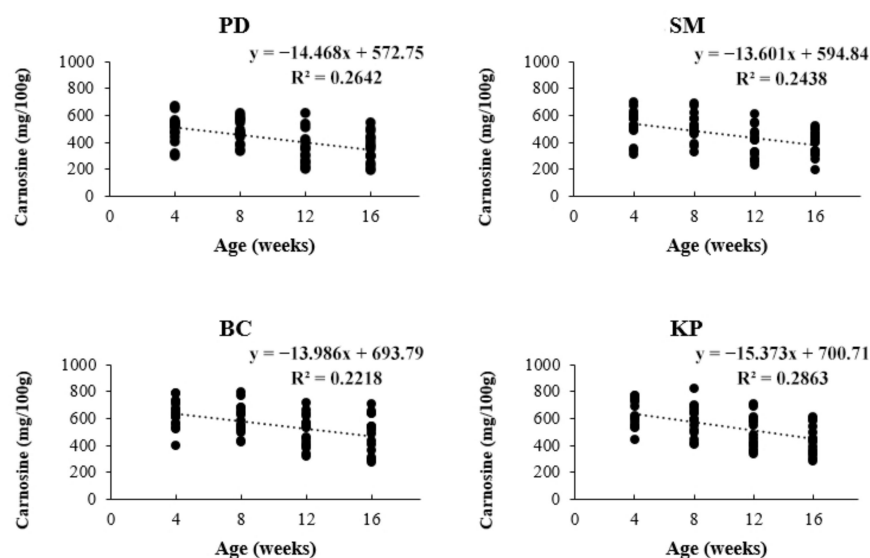 PD
y = −14.468x + 572.75
R² = 0.2642
Carnosine (mg/100g)
1000
800
600
400
200
0
0 4 8 12 16
Age (weeks)
SM
y = −13.601x + 594.84
R² = 0.2438
Carnosine (mg/100g)
1000
800
600
400
200
0
0 4 8 12 16
Age (weeks)
BC
y = −13.986x + 693.79
R² = 0.2218
Carnosine (mg/100g)
1000
800
600
400
200
0
0 4 8 12 16
Age (weeks)
KP
y = −15.373x + 700.71
R² = 0.2863
Carnosine (mg/100g)
1000
800
600
400
200
0
0 4 8 12 16
Age (weeks)